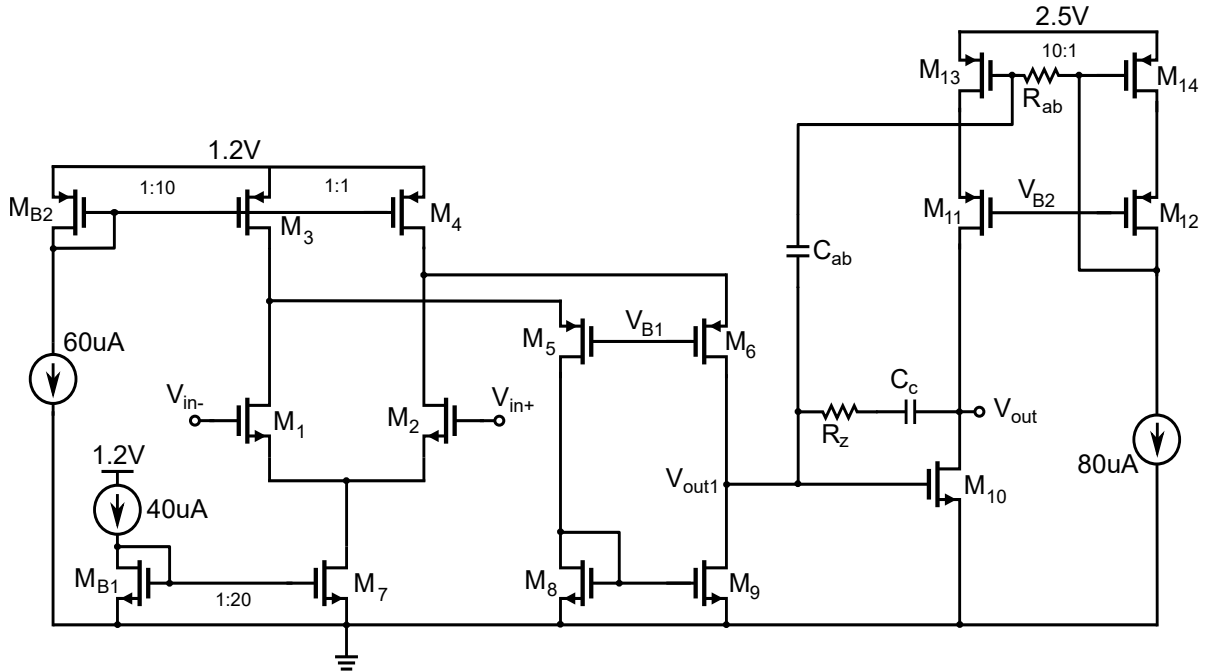 2.5V
10:1
M13
Rab
M14
1.2V
1:10
1:1
MB2
M3
M4
M11
VB2
M12
Cab
VB1
M5
M6
60uA
Vin-
M1
M2
Vin+
Cc
Rz
Vout
1.2V
40uA
Vout1
M10
80uA
MB1
1:20
M7
M8
M9